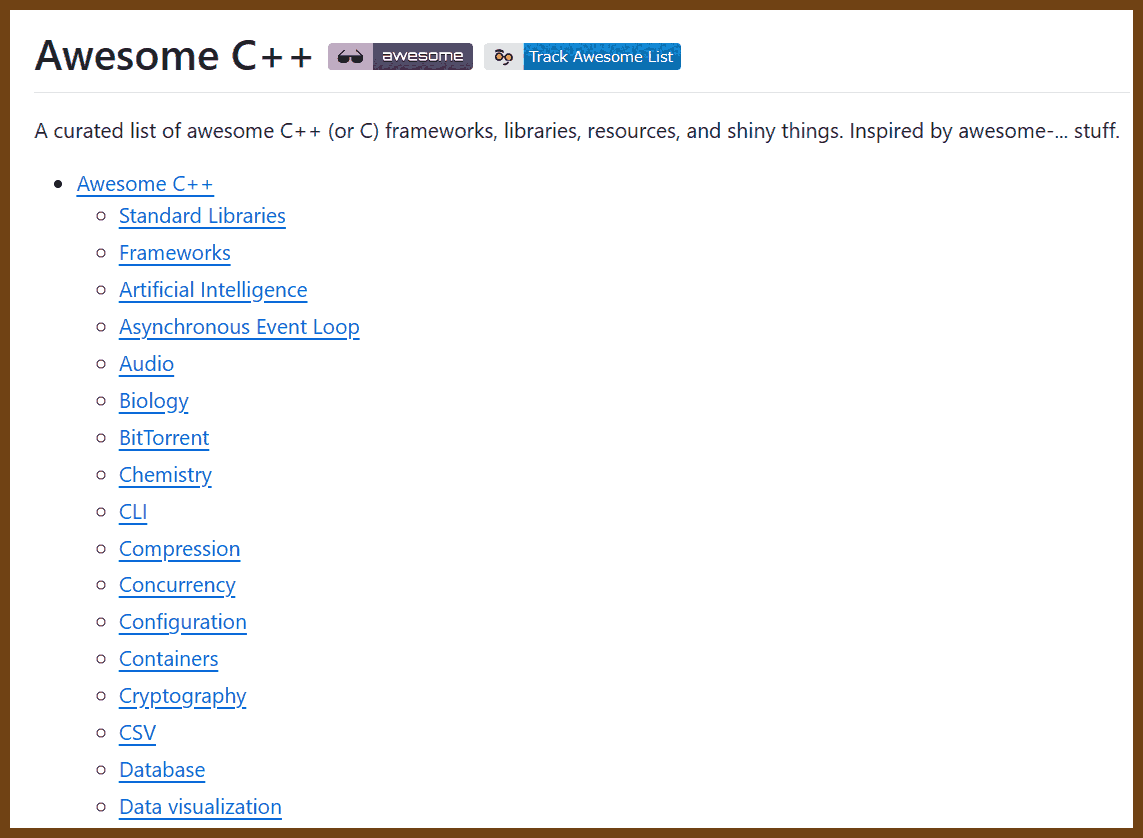 Awesome C++ awesome Track Awesome List
A curated list of awesome C++ (or C) frameworks, libraries, resources, and shiny things. Inspired by awesome-... stuff.
Awesome C++
Standard Libraries
Frameworks
Artificial Intelligence
Asynchronous Event Loop
Audio
Biology
BitTorrent
Chemistry
CLI
Compression
Concurrency
Configuration
Containers
Cryptography
CSV
Database
Data visualization